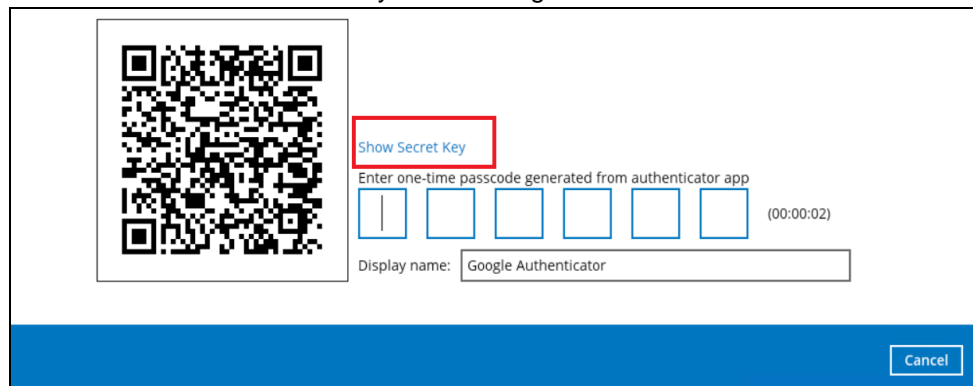 Show Secret Key
Enter one-time passcode generated from authenticator app
(00:00:02)
Display name: Google Authenticator
Cancel